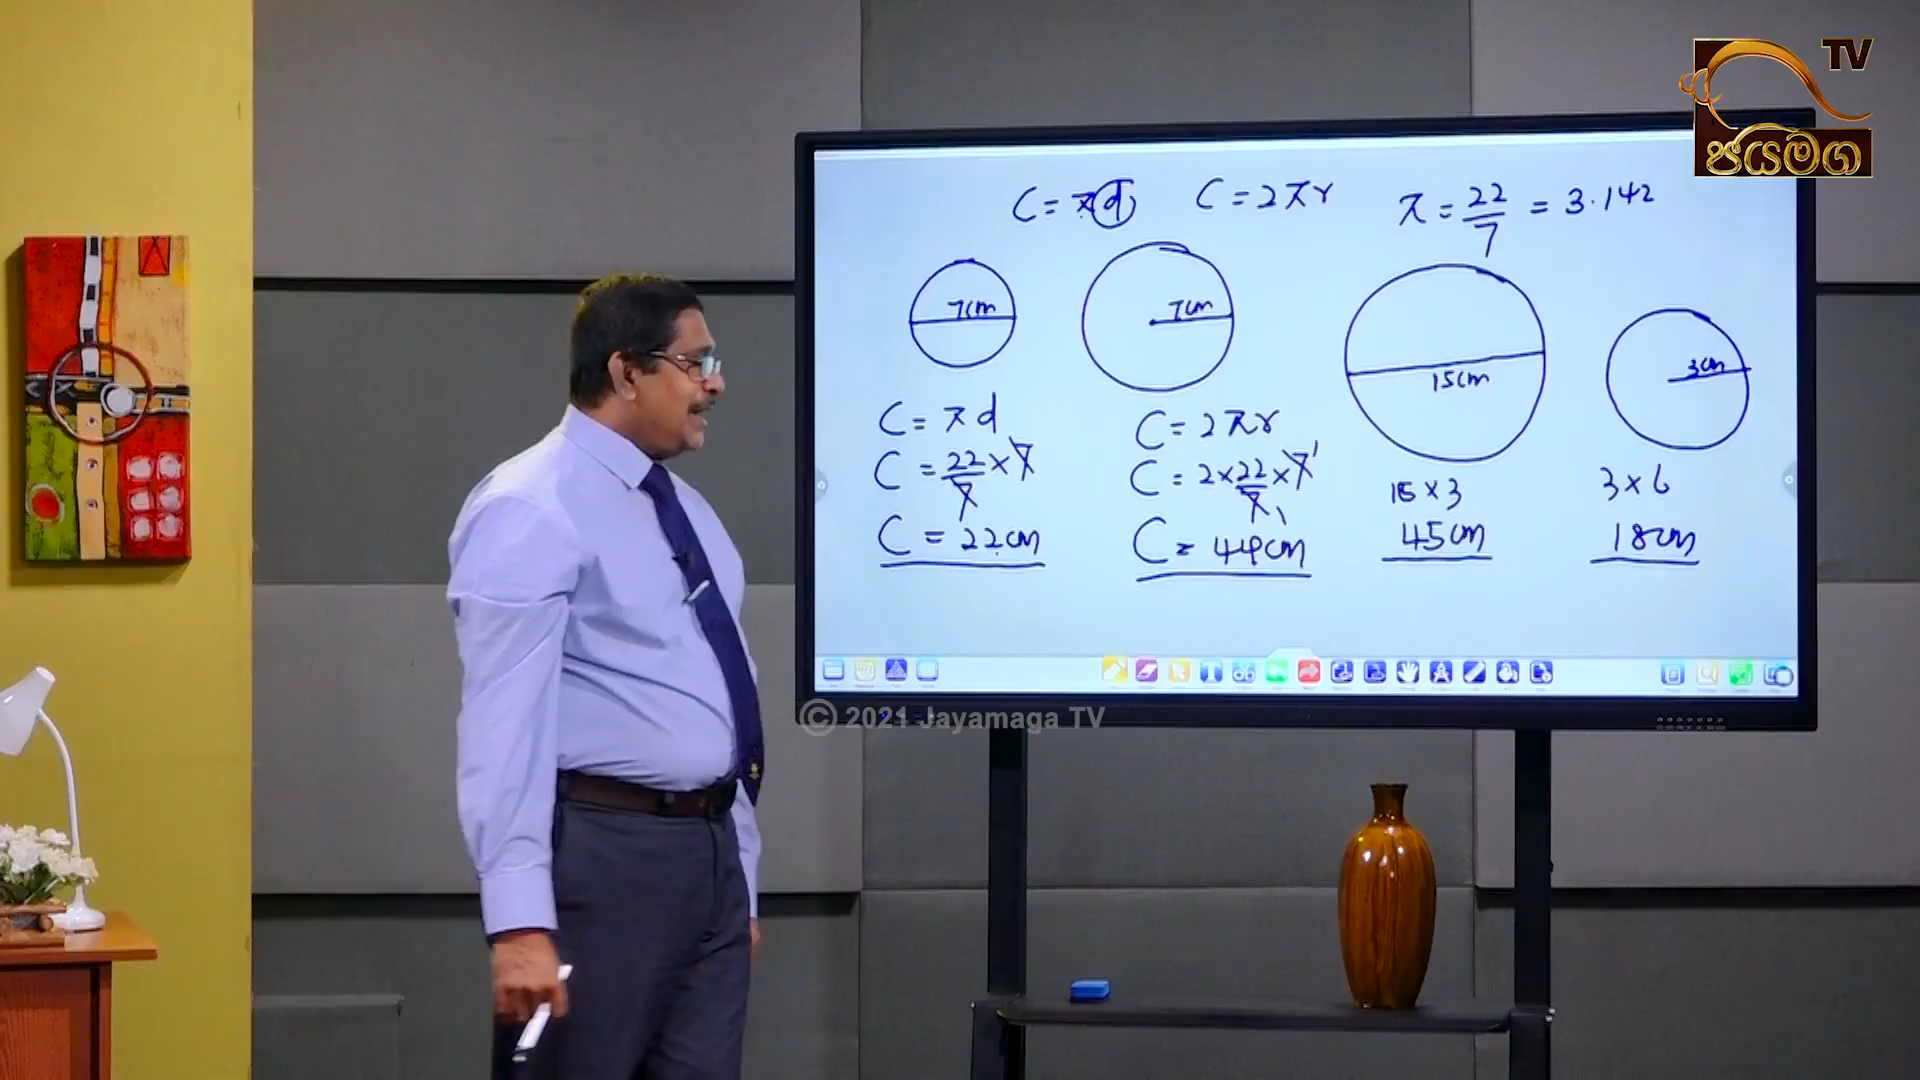 TV
ජයමග
C = πd C = 2πr π = 22/7 = 3.142
7cm 7cm 15cm 3cm
C = πd
C = 22/7 × 7
C = 22cm
C = 2πr
C = 2 × 22/7 × 7
C = 44cm
15 × 3
45cm
3 × 6
18cm
© 2021 Jayamaga TV